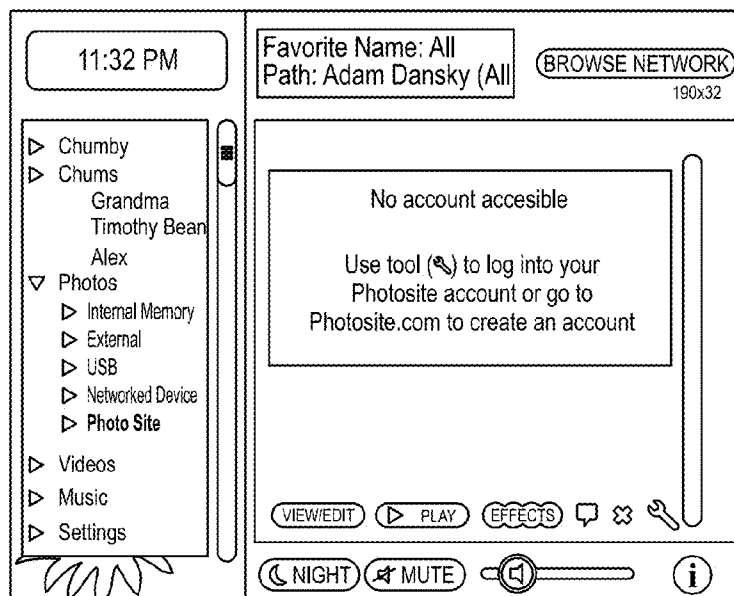 11:32 PM
Favorite Name: All
Path: Adam Dansky (All
BROWSE NETWORK
190x32
Chumby
Chums
Grandma
Timothy Bean
Alex
Photos
Internal Memory
External
USB
Networked Device
Photo Site
Videos
Music
Settings
No account accesible
Use tool ( ) to log into your
Photosite account or go to
Photosite.com to create an account
VIEW/EDIT
PLAY
EFFECTS
NIGHT
MUTE
i